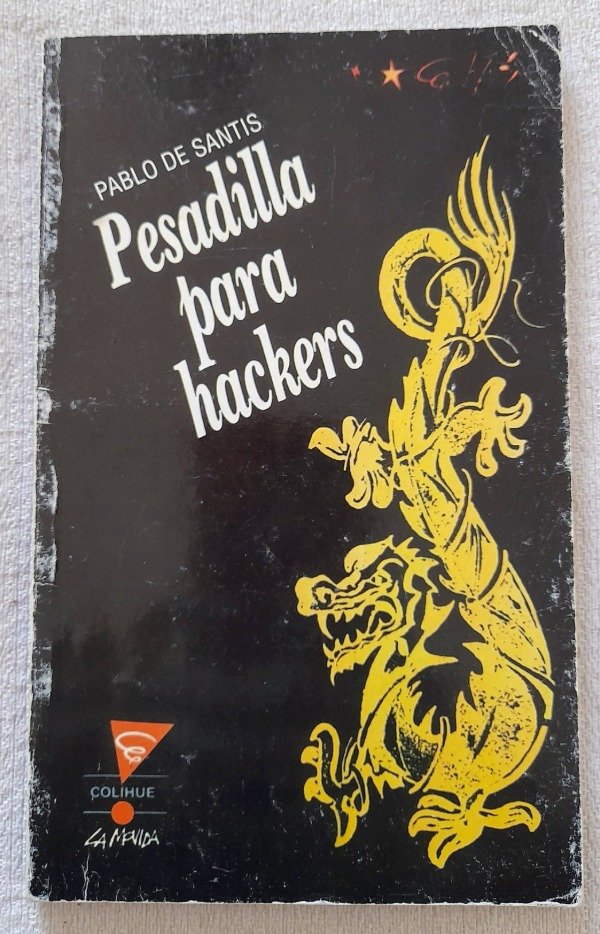 PABLO DE SANTIS
Pesadilla
para
hackers
COLIHUE
LA MOVIDA